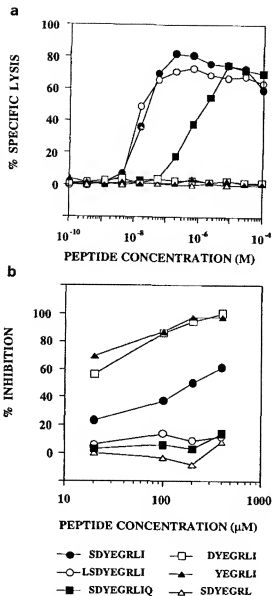 a
100
80
60
40
20
0
% SPECIFIC LYSIS
10⁻¹⁰ 10⁻⁸ 10⁻⁶ 10⁻⁴
PEPTIDE CONCENTRATION (M)
b
100
80
60
40
20
0
% INHIBITION
10 100 1000
PEPTIDE CONCENTRATION (μM)
SDYEGRLI DYEGRLI
LSDYEGRLI YEGRLI
SDYEGRLIQ SDYEGRL